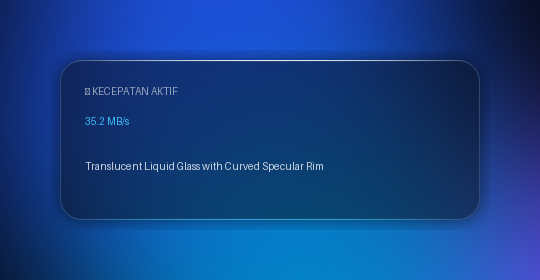 KECEPATAN AKTIF
35.2 MB/s
Translucent Liquid Glass with Curved Specular Rim